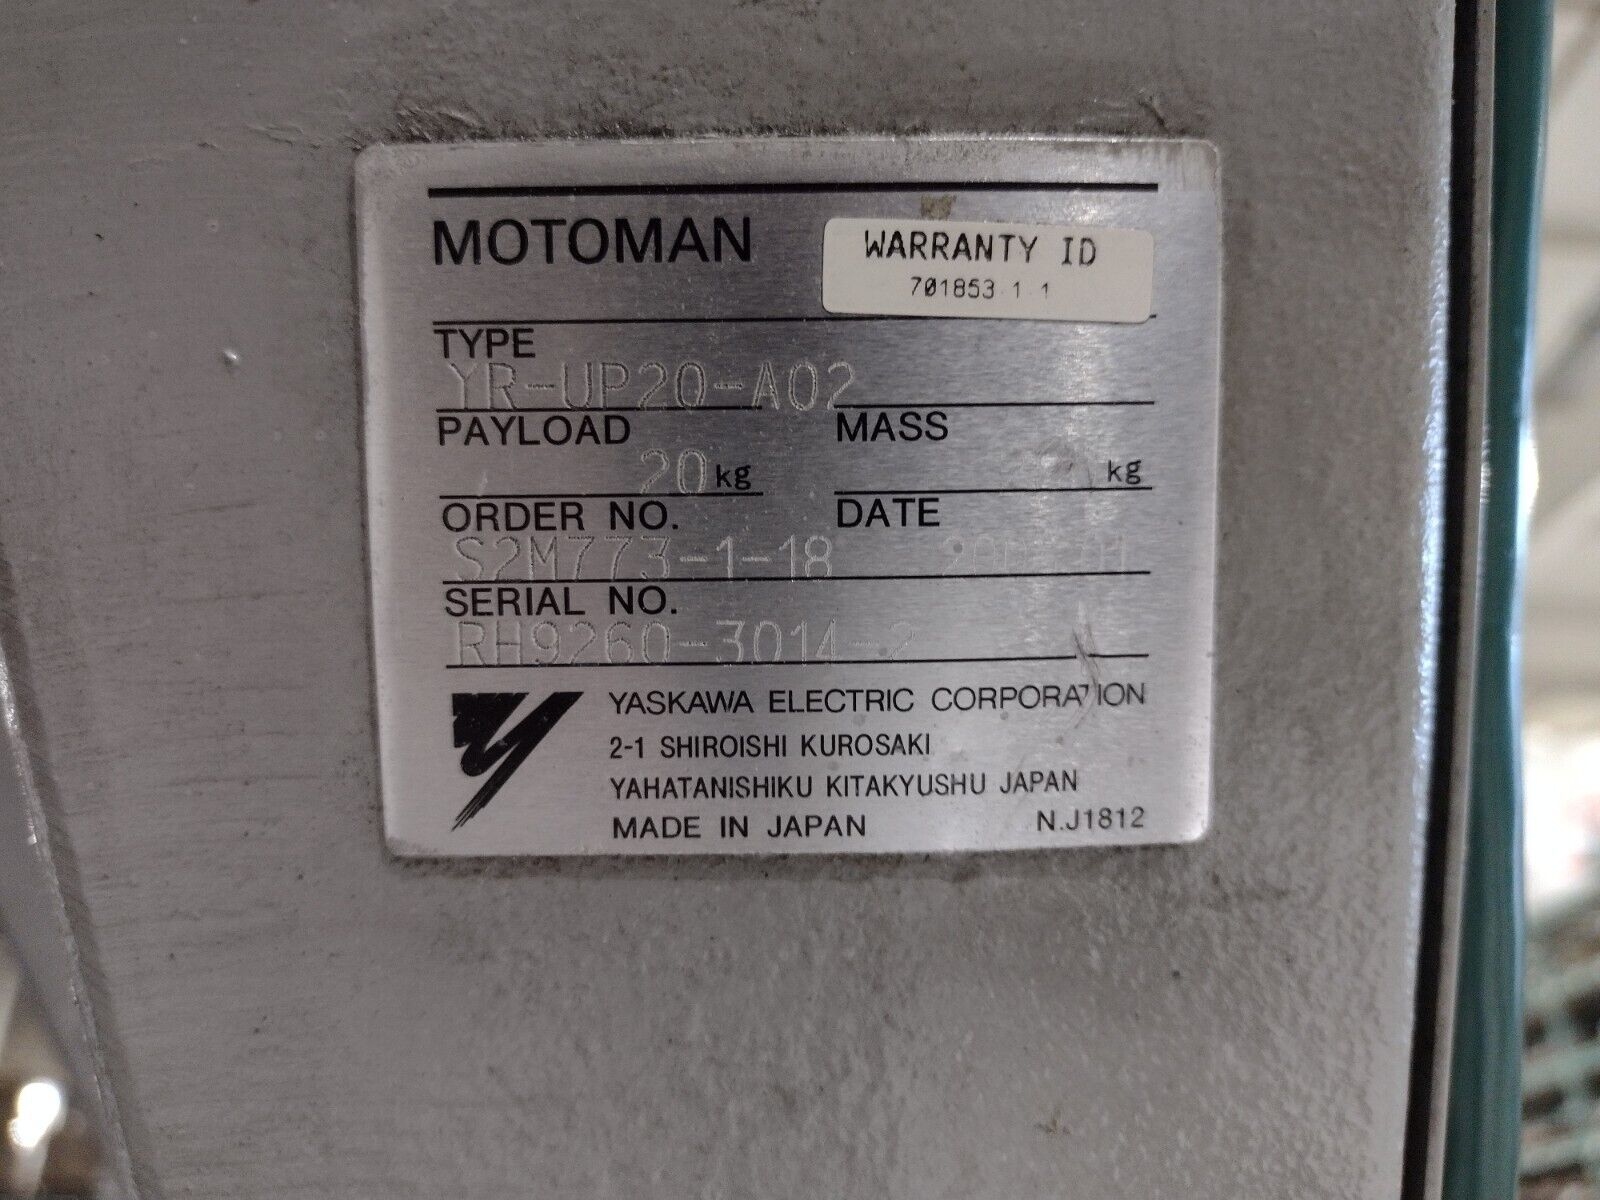 MOTOMAN
WARRANTY ID
701853-1-1
TYPE
YR-UP20-A02
PAYLOAD MASS
20 kg kg
ORDER NO. DATE
S2M773-1-18
SERIAL NO.
RH9260-3014-2
YASKAWA ELECTRIC CORPORATION
2-1 SHIROISHI KUROSAKI
YAHATANISHIKU KITAKYUSHU JAPAN
MADE IN JAPAN N.J1812